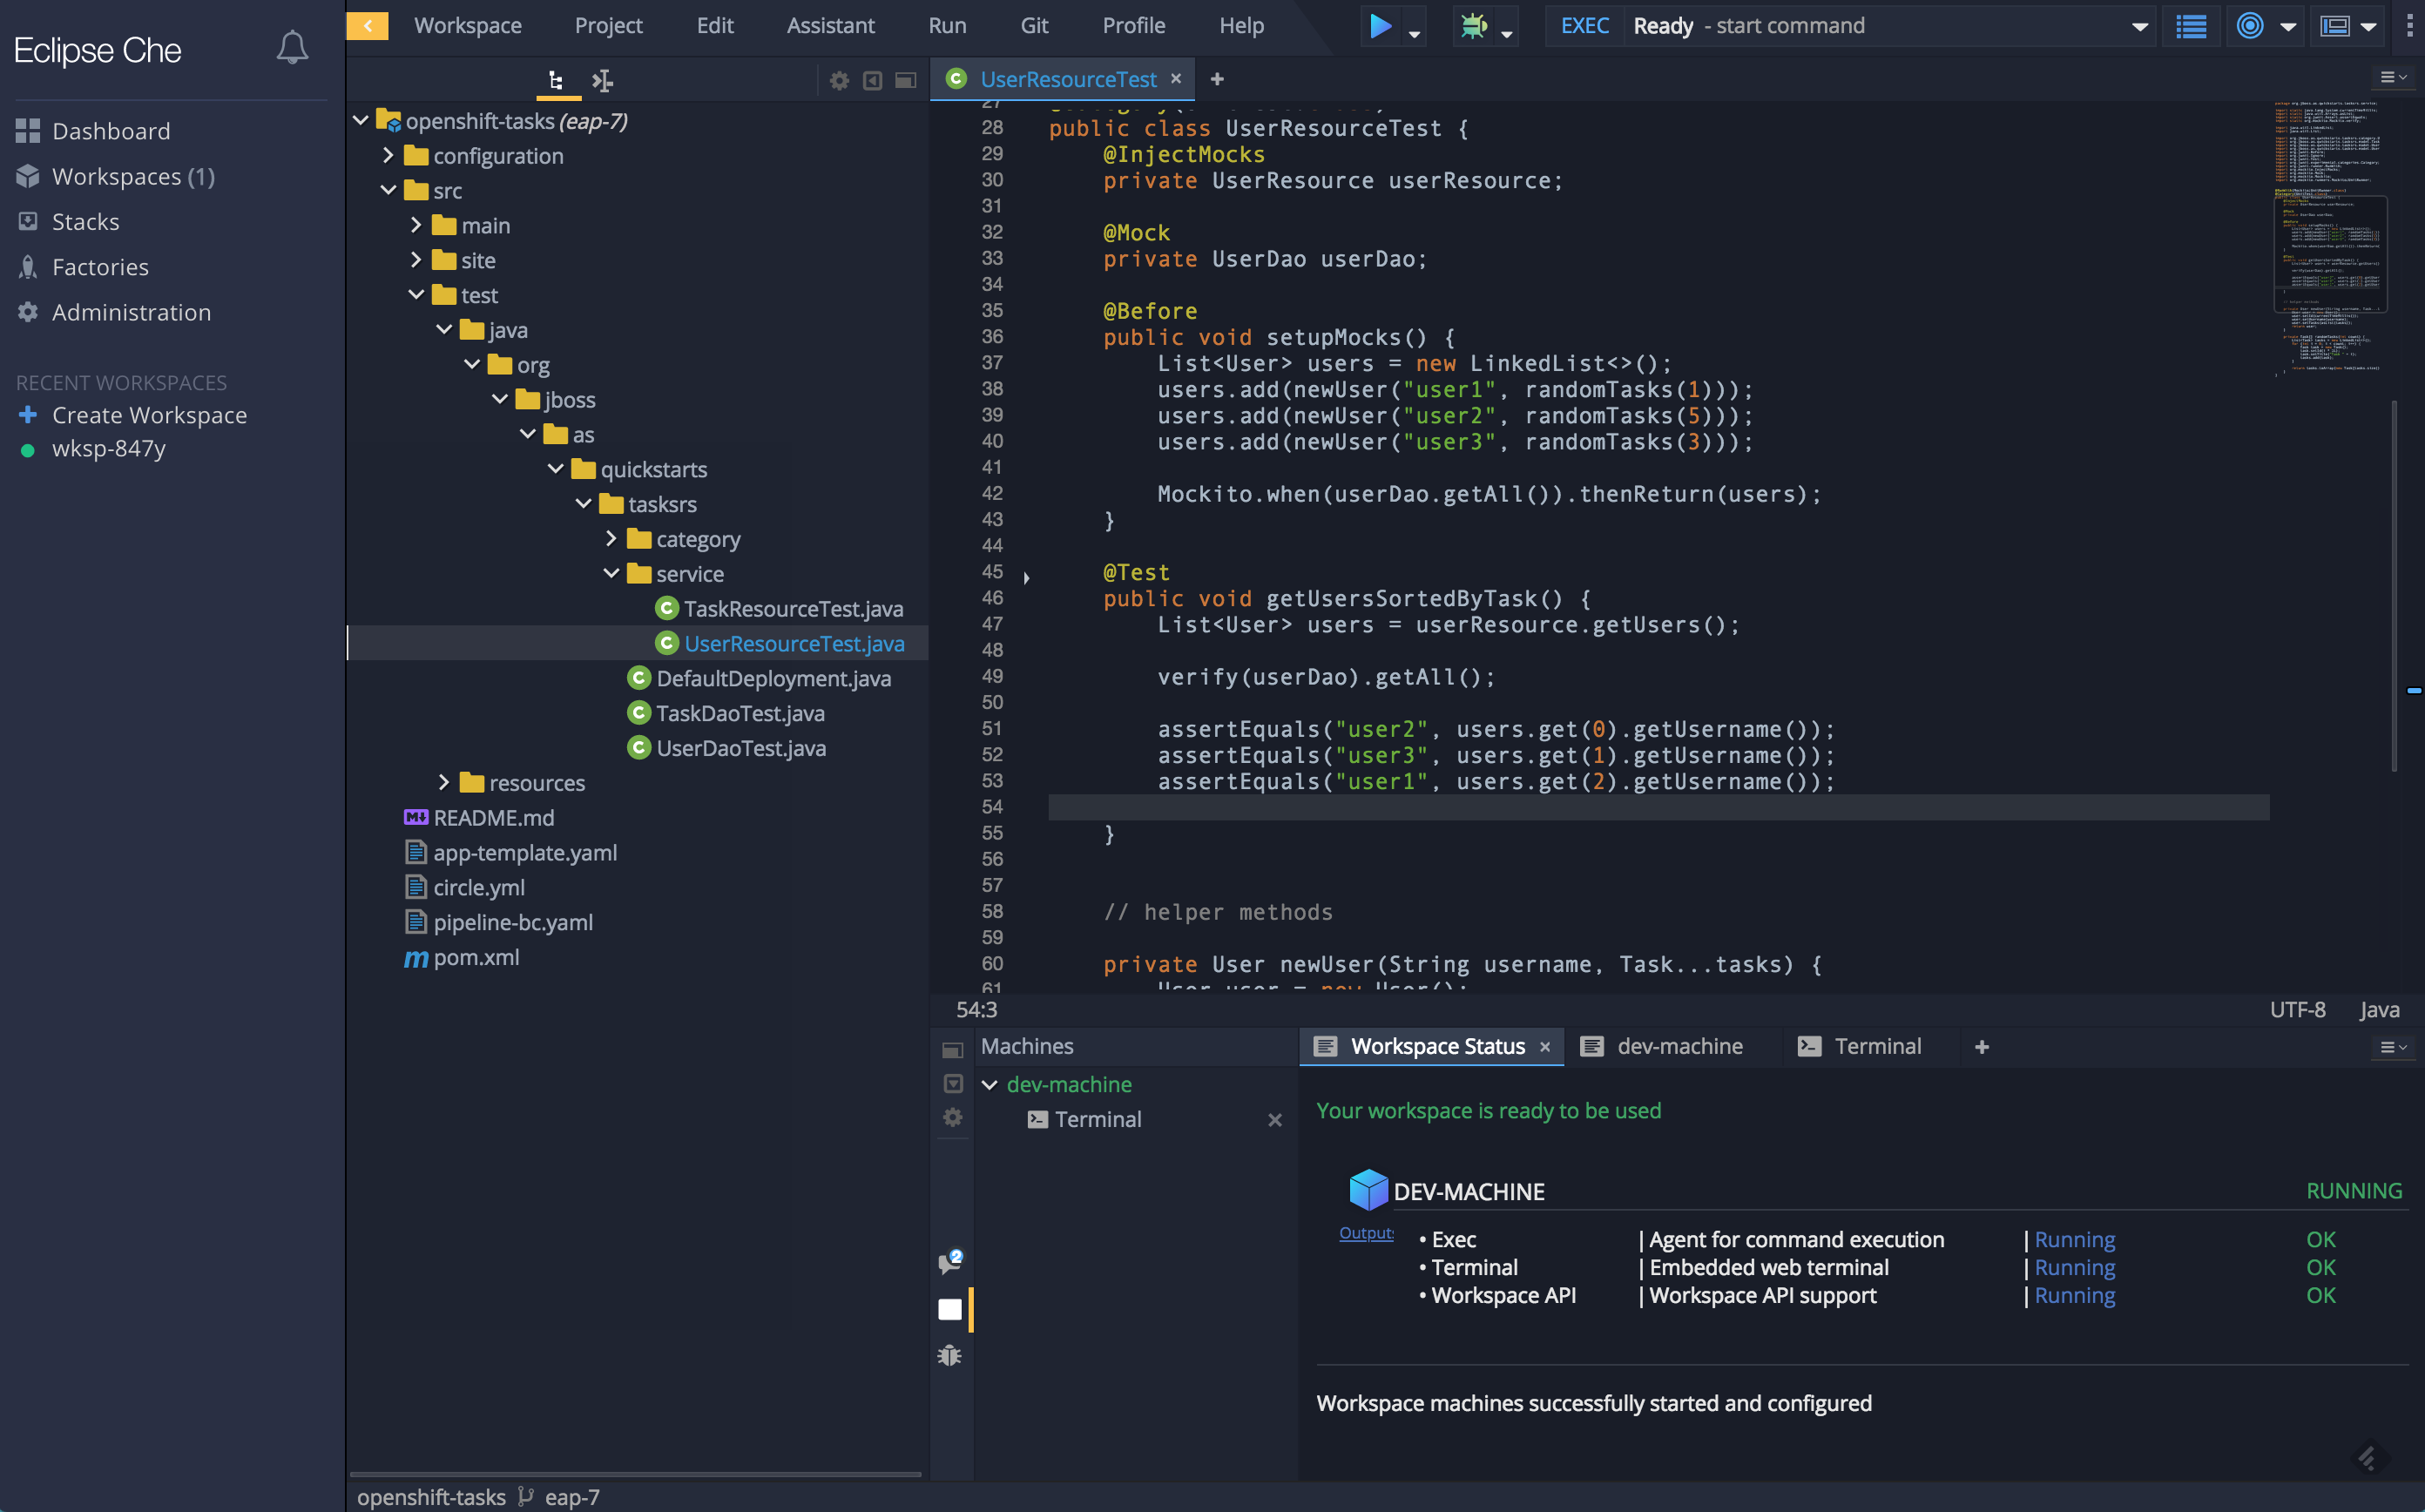 Eclipse Che
Dashboard
Workspaces (1)
Stacks
Factories
Administration
RECENT WORKSPACES
Create Workspace
wksp-847y
Workspace Project Edit Assistant Run Git Profile Help
EXEC Ready - start command
openshift-tasks (eap-7)
configuration
src
main
site
test
java
org
jboss
as
quickstarts
tasksrs
category
service
TaskResourceTest.java
UserResourceTest.java
DefaultDeployment.java
TaskDaoTest.java
UserDaoTest.java
resources
README.md
app-template.yaml
circle.yml
pipeline-bc.yaml
pom.xml
openshift-tasks eap-7
UserResourceTest
27
28 public class UserResourceTest {
29 @InjectMocks
30 private UserResource userResource;
31
32 @Mock
33 private UserDao userDao;
34
35 @Before
36 public void setupMocks() {
37 List<User> users = new LinkedList<>();
38 users.add(newUser("user1", randomTasks(1)));
39 users.add(newUser("user2", randomTasks(5)));
40 users.add(newUser("user3", randomTasks(3)));
41
42 Mockito.when(userDao.getAll()).thenReturn(users);
43 }
44
45 @Test
46 public void getUsersSortedByTask() {
47 List<User> users = userResource.getUsers();
48
49 verify(userDao).getAll();
50
51 assertEquals("user2", users.get(0).getUsername());
52 assertEquals("user3", users.get(1).getUsername());
53 assertEquals("user1", users.get(2).getUsername());
54
55 }
56
57
58 // helper methods
59
60 private User newUser(String username, Task...tasks) {
61 User user = new User();
54:3 UTF-8 Java
Machines
dev-machine
Terminal
2
Workspace Status dev-machine Terminal
Your workspace is ready to be used
DEV-MACHINE RUNNING
Outputs
• Exec | Agent for command execution | Running OK
• Terminal | Embedded web terminal | Running OK
• Workspace API | Workspace API support | Running OK
Workspace machines successfully started and configured